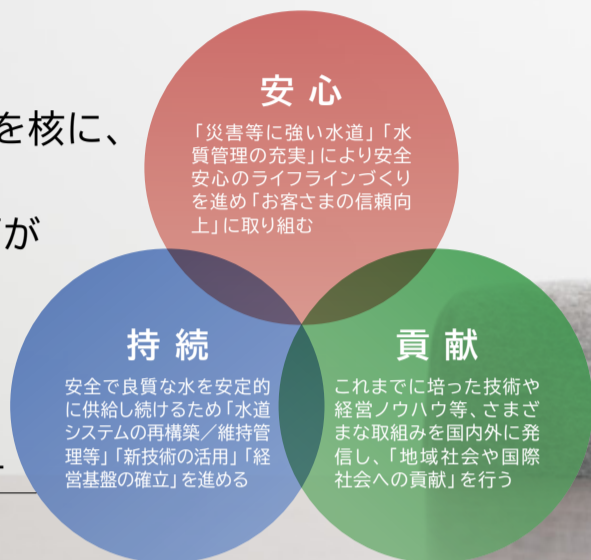 を核に、
が
安心
「災害等に強い水道」「水
質管理の充実」により安全
安心のライフラインづくり
を進め「お客さまの信頼向
上」に取り組む
持続
安全で良質な水を安定的
に供給し続けるため「水道
システムの再構築／維持管
理等」「新技術の活用」「経
営基盤の確立」を進める
貢献
これまでに培った技術や
経営ノウハウ等、さまざ
まな取組みを国内外に発
信し、「地域社会や国際
社会への貢献」を行う